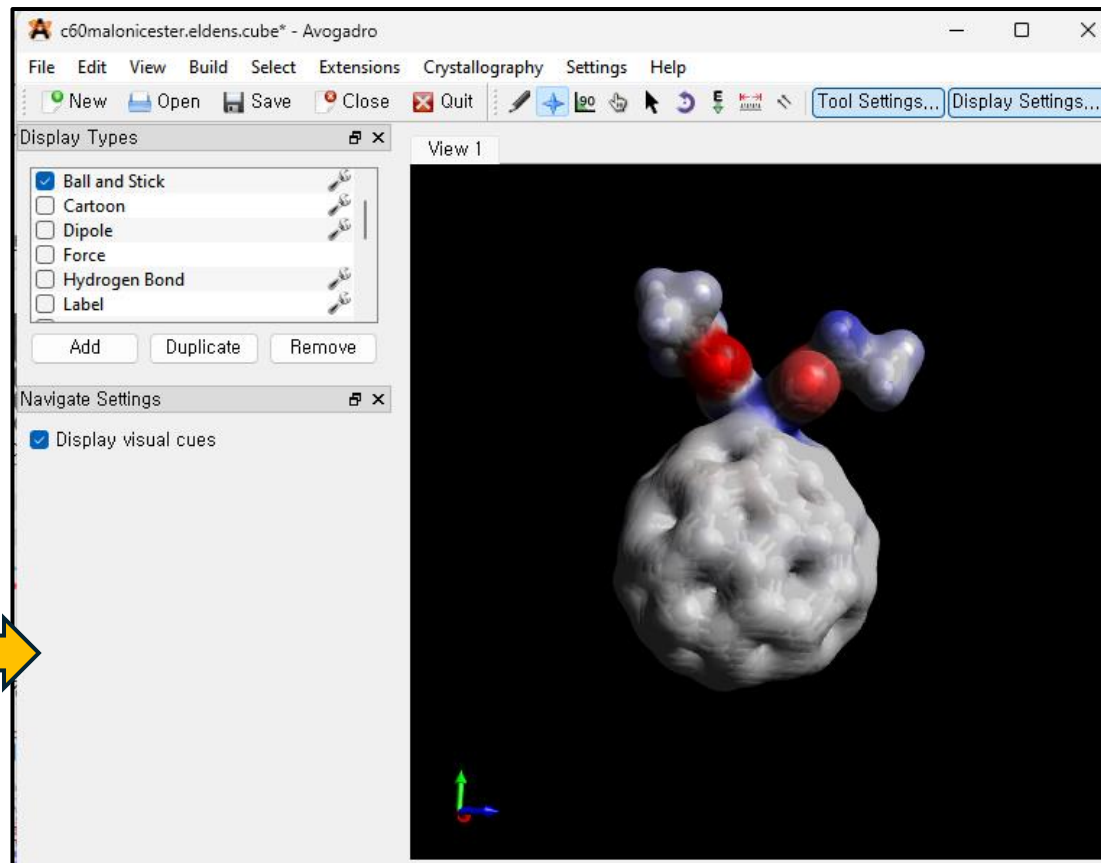 c60malonicester.eldens.cube* - Avogadro
File Edit View Build Select Extensions Crystallography Settings Help
New Open Save Close Quit 90 E Tool Settings... Display Settings...
Display Types
View 1
Ball and Stick
Cartoon
Dipole
Force
Hydrogen Bond
Label
Add Duplicate Remove
Navigate Settings
Display visual cues